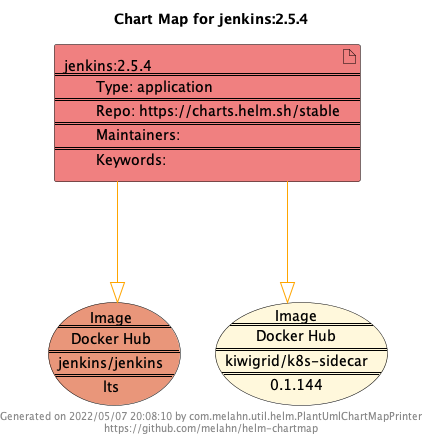 Chart Map for jenkins:2.5.4
jenkins:2.5.4
Type: application
Repo: https://charts.helm.sh/stable
Maintainers:
Keywords:
Image
Docker Hub
jenkins/jenkins
lts
Image
Docker Hub
kiwigrid/k8s-sidecar
0.1.144
Generated on 2022/05/07 20:08:10 by com.melahn.util.helm.PlantUmlChartMapPrinter
https://github.com/melahn/helm-chartmap